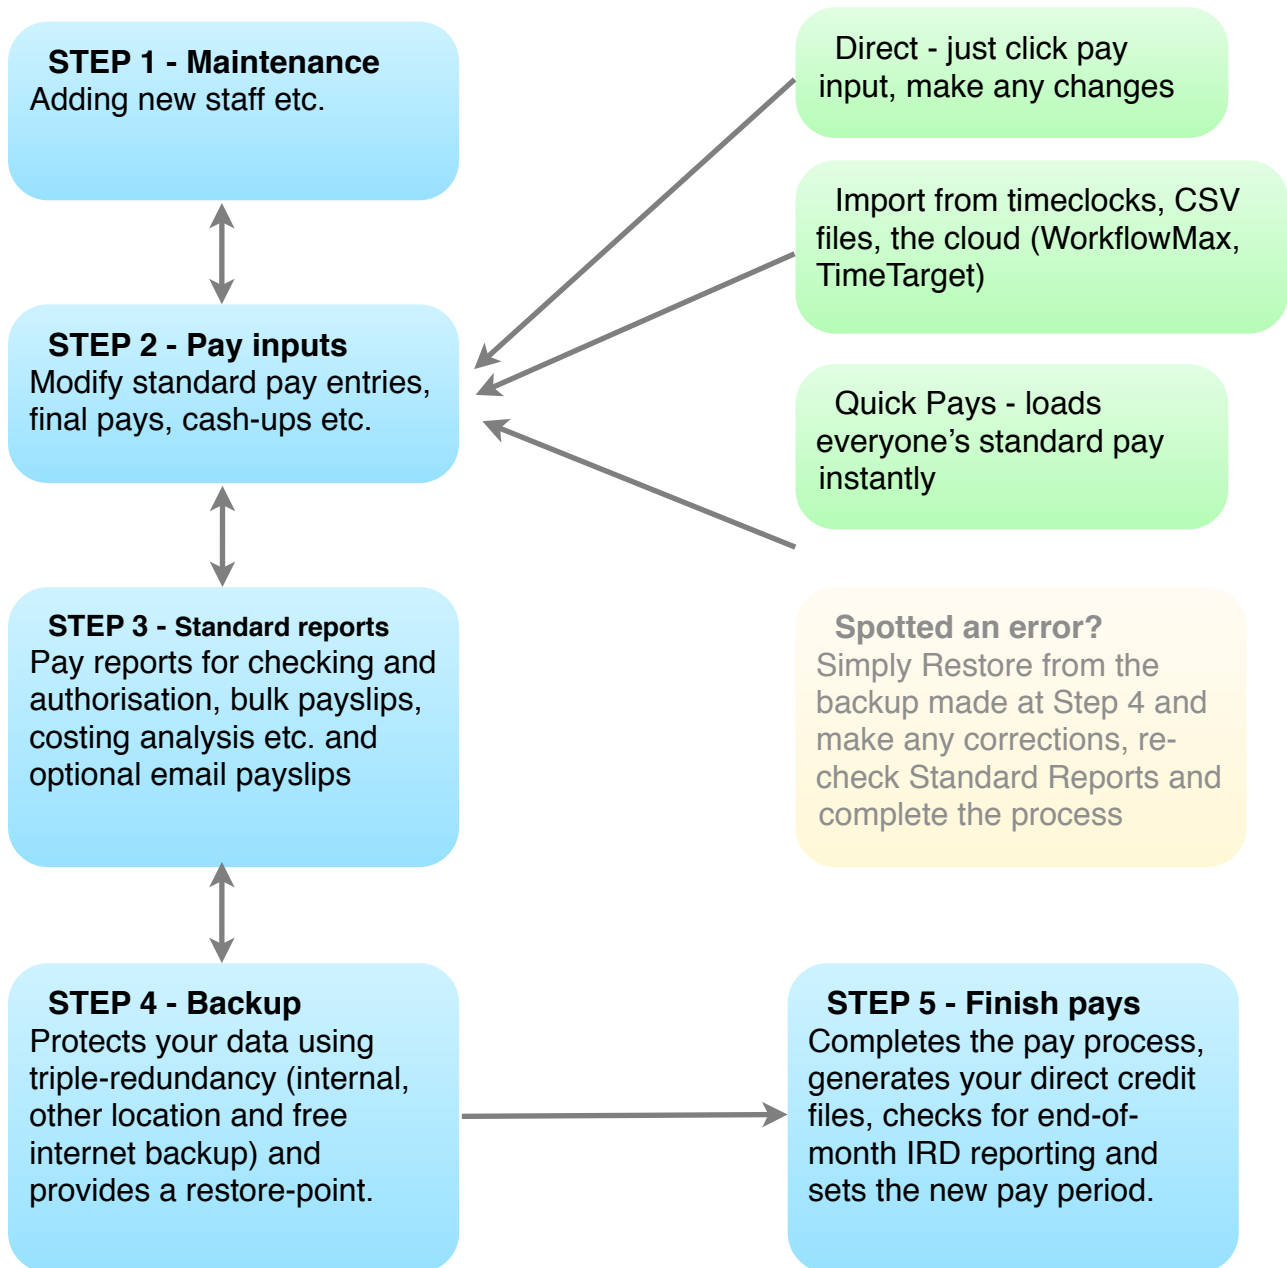 STEP 1 - Maintenance
Adding new staff etc.
Direct - just click pay
input, make any changes
Import from timeclocks, CSV
files, the cloud (WorkflowMax,
TimeTarget)
STEP 2 - Pay inputs
Modify standard pay entries,
final pays, cash-ups etc.
Quick Pays - loads
everyone’s standard pay
instantly
STEP 3 - Standard reports
Pay reports for checking and
authorisation, bulk payslips,
costing analysis etc. and
optional email payslips
Spotted an error?
Simply Restore from the
backup made at Step 4 and
make any corrections, re-
check Standard Reports and
complete the process
STEP 4 - Backup
Protects your data using
triple-redundancy (internal,
other location and free
internet backup) and
provides a restore-point.
STEP 5 - Finish pays
Completes the pay process,
generates your direct credit
files, checks for end-of-
month IRD reporting and
sets the new pay period.